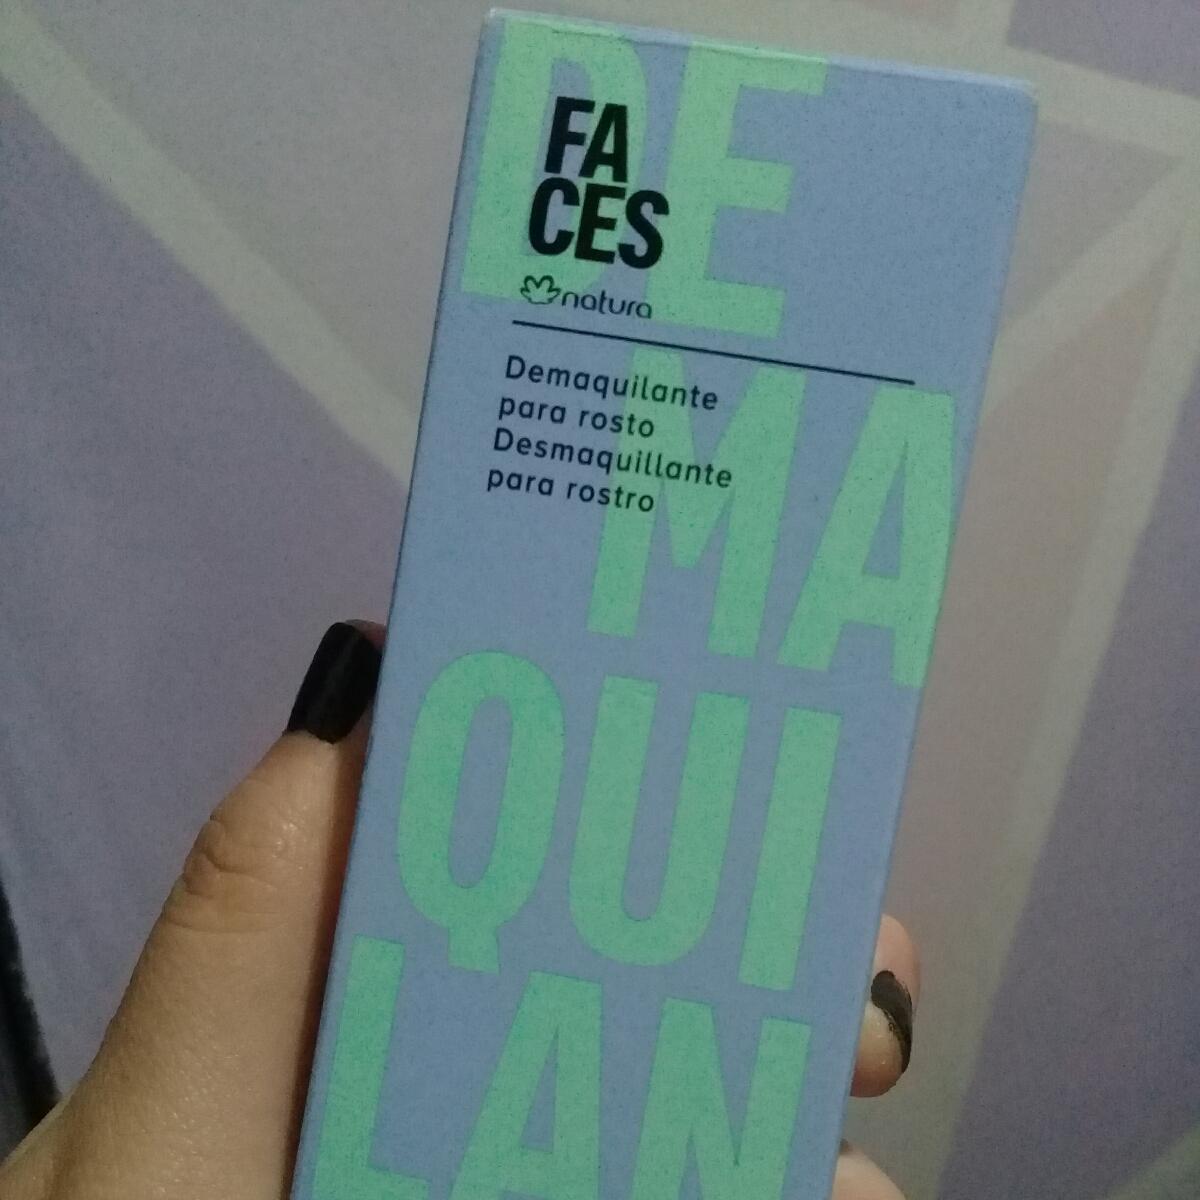 FA
CES
natura
Demaquilante
para rosto
Desmaquillante
para rostro
DE
MA
QUI
LAN